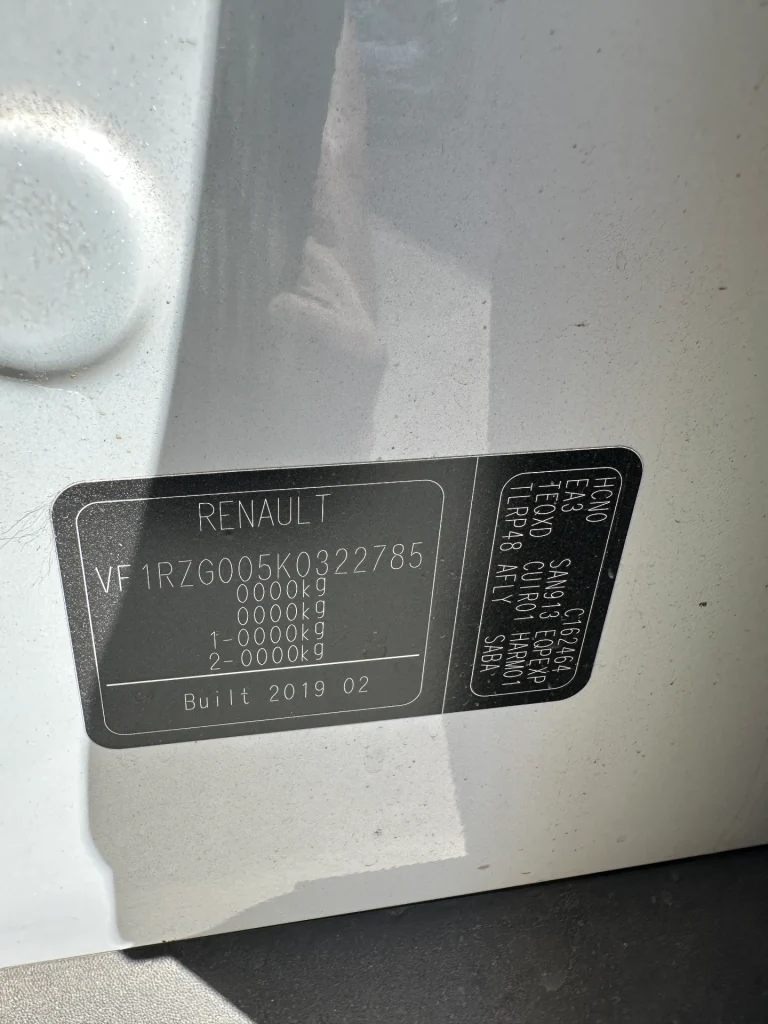 RENAULT
VF1RZG005K0322785
0000kg
0000kg
1-0000kg
2-0000kg
Built 2019 02
HCN0 C162464
EA3 SAN913 EQPEXP
TEQXD CUIR01 HARM01
TLRP48 AFLY SABA